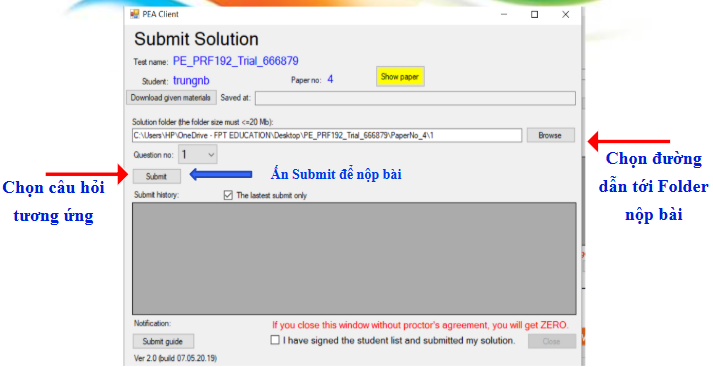 PEA Client
Submit Solution
Test name: PE_PRF192_Trial_666879
Student: trungnb Paper no: 4 Show paper
Download given materials Saved at:
Solution folder (the folder size must <=20 Mb):
C:\Users\HP\OneDrive - FPT EDUCATION\Desktop\PE_PRF192_Trial_666879\PaperNo_4\1 Browse
Question no: 1
Submit
Submit history: The lastest submit only
Notification:
If you close this window without proctor's agreement, you will get ZERO.
Submit guide I have signed the student list and submitted my solution. Close
Ver 2.0 (build 07.05.20.19)
Chọn câu hỏi
tương ứng
Ấn Submit để nộp bài
Chọn đường
dẫn tới Folder
nộp bài